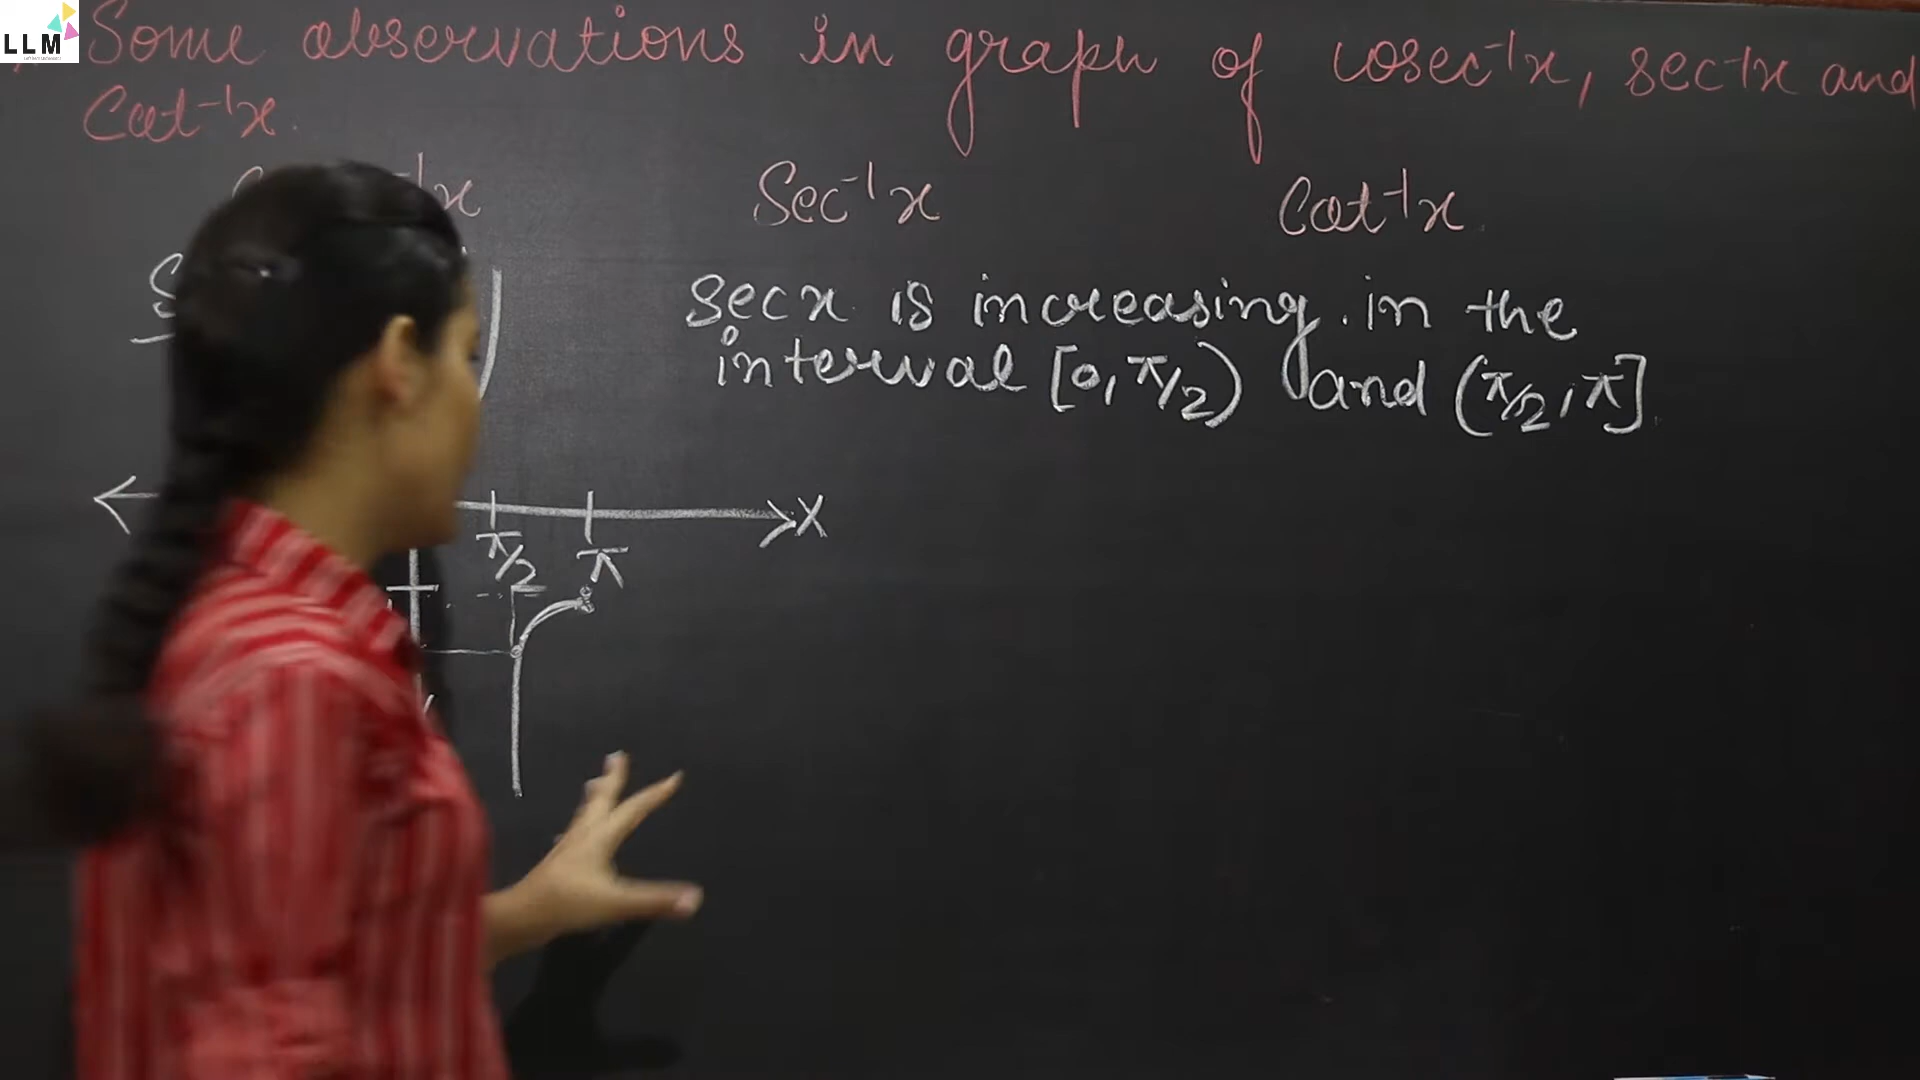 LLM
Some observations in graph of cosec⁻¹x, sec⁻¹x and
Cot⁻¹x.
Sec⁻¹x
Cot⁻¹x
secx is increasing in the
interval [0, π/2) and (π/2, π]
X
π/2
π